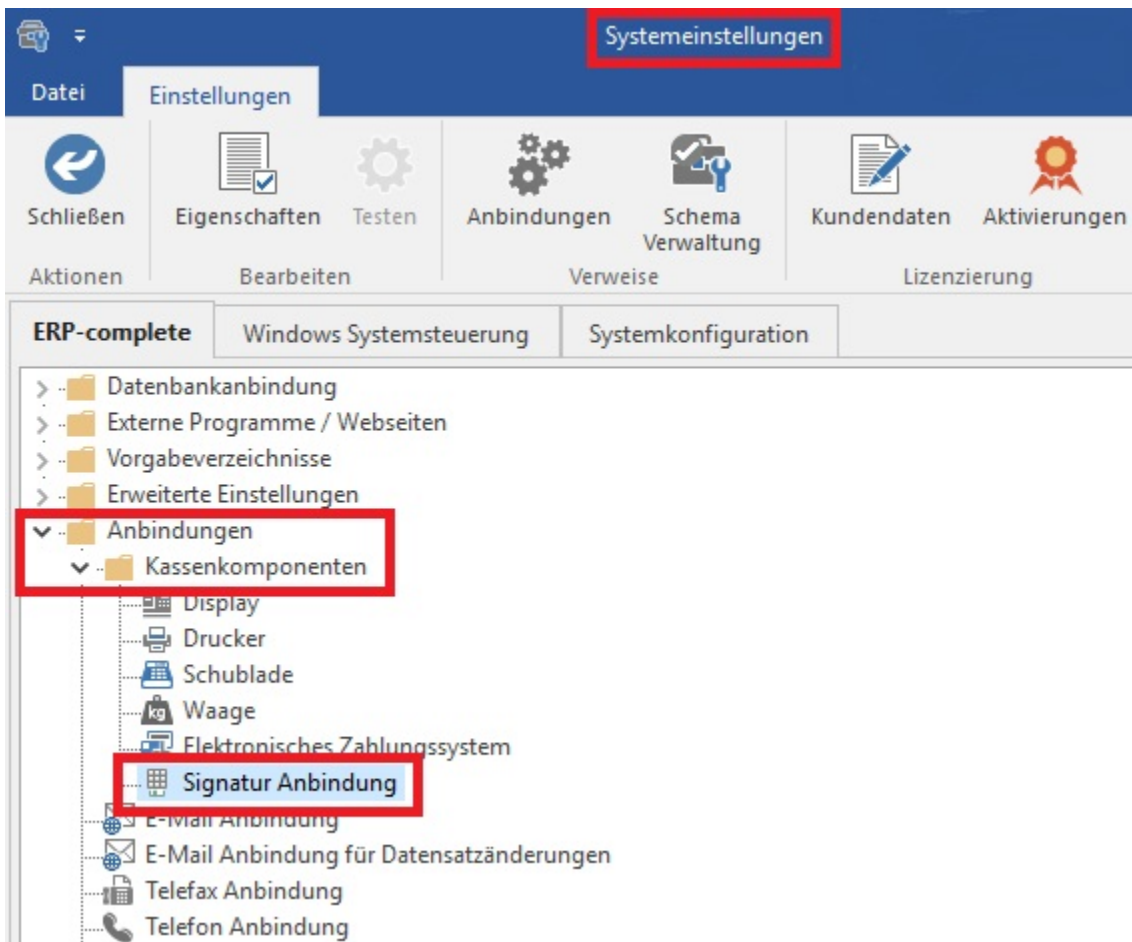 Systemeinstellungen
Datei Einstellungen
Schließen Eigenschaften Testen Anbindungen Schema Verwaltung Kundendaten Aktivierungen
Aktionen Bearbeiten Verweise Lizenzierung
ERP-complete Windows Systemsteuerung Systemkonfiguration
Datenbankanbindung
Externe Programme / Webseiten
Vorgabeverzeichnisse
Erweiterte Einstellungen
Anbindungen
Kassenkomponenten
Display
Drucker
Schublade
kg Waage
Elektronisches Zahlungssystem
Signatur Anbindung
E-Mail Anbindung
E-Mail Anbindung für Datensatzänderungen
Telefax Anbindung
Telefon Anbindung